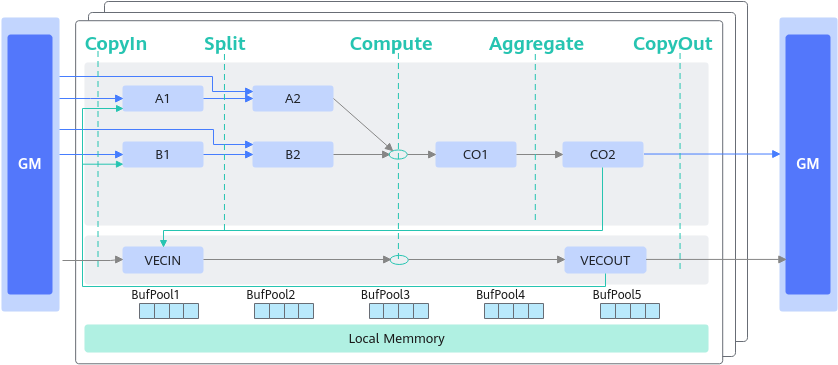 CopyIn Split Compute Aggregate CopyOut
A1 A2
B1 B2 CO1 CO2
GM GM
VECIN VECOUT
BufPool1 BufPool2 BufPool3 BufPool4 BufPool5
Local Memmory